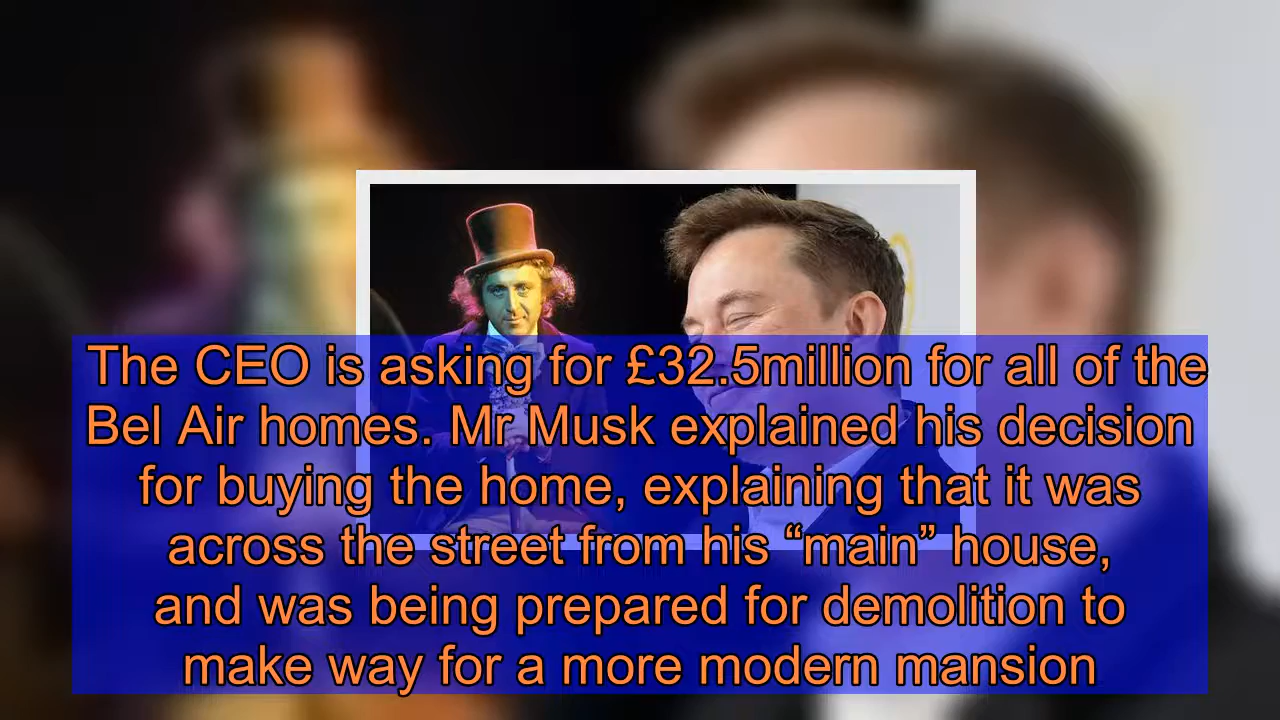 The CEO is asking for £32.5million for all of the
Bel Air homes. Mr Musk explained his decision
for buying the home, explaining that it was
across the street from his “main” house,
and was being prepared for demolition to
make way for a more modern mansion